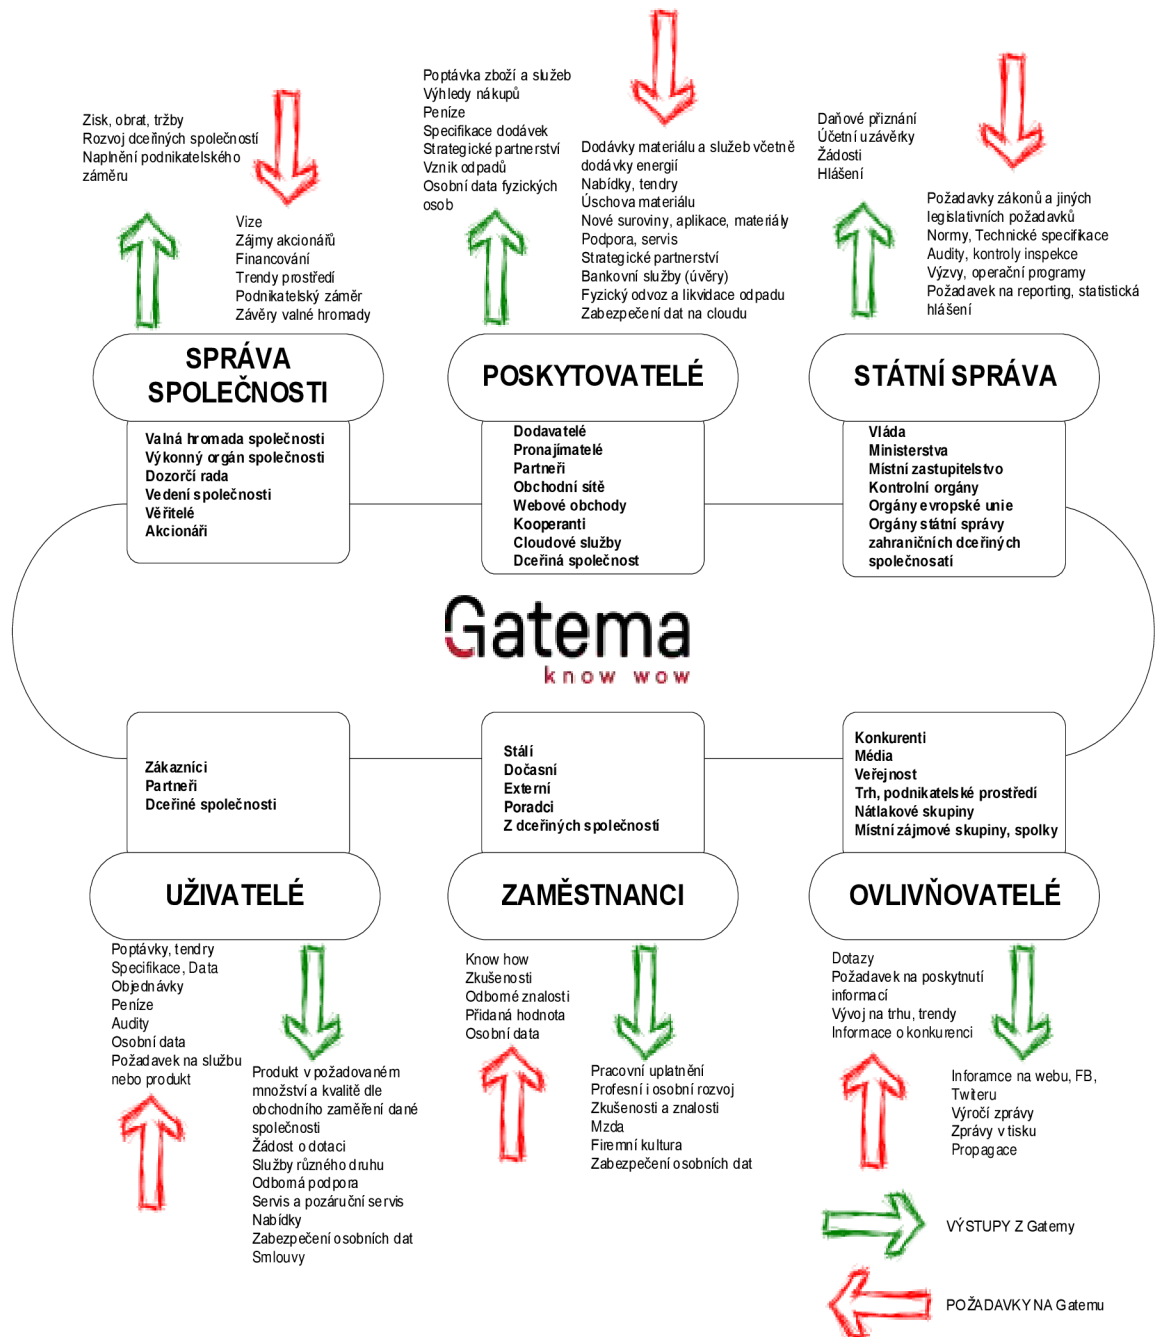 Zisk, obrat, tržby
Rozvoj dceřiných společností
Naplnění podnikatelského
záměru
Vize
Zájmy akcionářů
Financování
Trendy prostředí
Podnikatelský záměr
Závěry valné hromady
Poptávka zboží a služeb
Výhledy nákupů
Peníze
Specifikace dodávek
Strategické partnerství
Vznik odpadů
Osobní data fyzických
osob
Dodávky materiálu a služeb včetně
dodávky energií
Nabídky, tendry
Úschova materiálu
Nové suroviny, aplikace, materiály
Podpora, servis
Strategické partnerství
Bankovní služby (úvěry)
Fyzický odvoz a likvidace odpadu
Zabezpečení dat na cloudu
Daňové přiznání
Účetní uzávěrky
Žádosti
Hlášení
Požadavky zákonů a jiných
legislativních požadavků
Normy, Technické specifikace
Audity, kontroly inspekce
Výzvy, operační programy
Požadavek na reporting, statistická
hlášení
SPRÁVA
SPOLEČNOSTI
Valná hromada společnosti
Výkonný orgán společnosti
Dozorčí rada
Vedení společnosti
Věřitelé
Akcionáři
POSKYTOVATELÉ
Dodavatelé
Pronajímatelé
Partneři
Obchodní sítě
Webové obchody
Kooperanti
Cloudové služby
Dceřiná společnost
STÁTNÍ SPRÁVA
Vláda
Ministerstva
Místní zastupitelstvo
Kontrolní orgány
Orgány evropské unie
Orgány státní správy
zahraničních dceřiných
společnosatí
Gatema
know wow
Zákazníci
Partneři
Dceřiné společnosti
UŽIVATELÉ
Stálí
Dočasní
Externí
Poradci
Z dceřiných společností
ZAMĚSTNANCI
Konkurenti
Média
Veřejnost
Trh, podnikatelské prostředí
Nátlakové skupiny
Místní zájmové skupiny, spolky
OVLIVŇOVATELÉ
Poptávky, tendry
Specifikace, Data
Objednávky
Peníze
Audity
Osobní data
Požadavek na službu
nebo produkt
Produkt v požadovaném
množství a kvalitě dle
obchodního zaměření dané
společnosti
Žádost o dotaci
Služby různého druhu
Odborná podpora
Servis a pozáruční servis
Nabídky
Zabezpečení osobních dat
Smlouvy
Know how
Zkušenosti
Odborné znalosti
Přidaná hodnota
Osobní data
Pracovní uplatnění
Profesní i osobní rozvoj
Zkušenosti a znalosti
Mzda
Firemní kultura
Zabezpečení osobních dat
Dotazy
Požadavek na poskytnutí
informací
Vývoj na trhu, trendy
Informace o konkurenci
Inforamce na webu, FB,
Twiteru
Výročí zprávy
Zprávy v tisku
Propagace
VÝSTUPY Z Gatemy
POŽADAVKY NA Gatemu